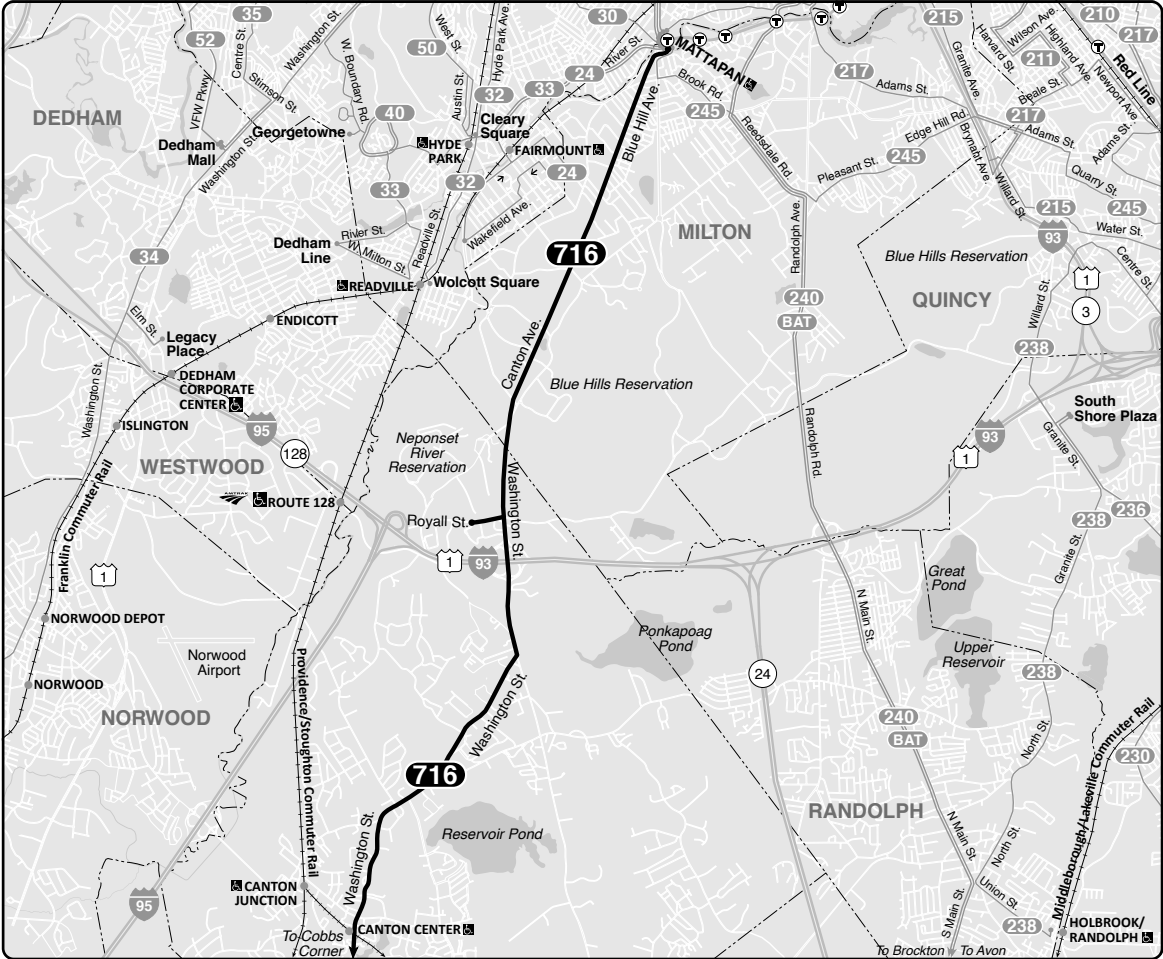 35
30
215
210
52
50
217
Centre St.
Washington St.
W. Boundary Rd.
West St.
Hyde Park Ave.
River St.
T
MATTAPAN
Harvard St.
Wilson Ave.
Highland Ave.
211
Red Line
Newport Ave.
Granite Ave.
217
Adams St.
Beale St.
VFW Pkwy
Stimson St.
Austin St.
24
33
32
Brook Rd.
245
Blue Hill Ave.
DEDHAM
40
Georgetowne
Cleary
Square
HYDE
PARK
FAIRMOUNT
Dedham
Mall
Washington St.
Reedsdale Rd.
Edge Hill Rd.
217
Adams St.
Adams St.
Pleasant St.
245
Bryant Ave.
Quarry St.
33
32
24
Willard St.
215
245
Water St.
Centre St.
River St.
W. Milton St.
Readville St.
Wakefield Ave.
Randolph Ave.
MILTON
Dedham
Line
34
716
93
1
3
Blue Hills Reservation
QUINCY
Willard St.
READVILLE
Wolcott Square
240
BAT
Elm St.
ENDICOTT
Legacy
Place
238
Canton Ave.
Blue Hills Reservation
DEDHAM
CORPORATE
CENTER
Washington St.
ISLINGTON
95
128
South
Shore Plaza
Granite St.
93
1
Randolph Rd.
Neponset
River
Reservation
WESTWOOD
Washington St.
AMTRAK
ROUTE 128
Royall St.
238
236
Granite St.
Franklin Commuter Rail
1
1
93
Great
Pond
N Main St.
NORWOOD DEPOT
Ponkapoag
Pond
Upper
Reservoir
Norwood
Airport
NORWOOD
24
238
NORWOOD
Providence/Stoughton Commuter Rail
Washington St.
240
BAT
North St.
Middleborough/Lakeville Commuter Rail
230
716
RANDOLPH
Reservoir Pond
Washington St.
N Main St.
North St.
CANTON
JUNCTION
95
Union St.
S Main St.
238
HOLBROOK/
RANDOLPH
CANTON CENTER
To Cobbs
Corner
To Brockton
To Avon